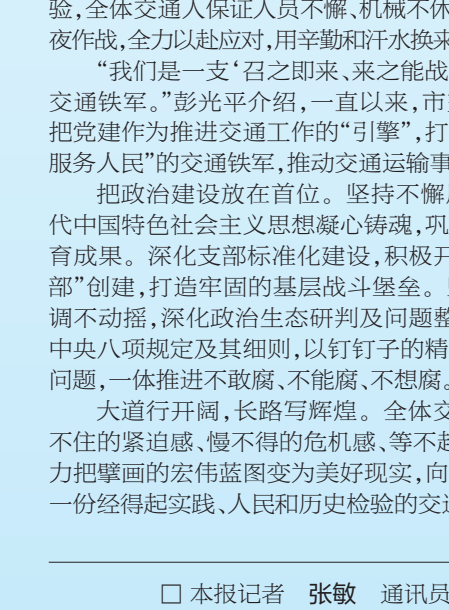 验,全体交通人保证人员不懈、机械不休
夜作战,全力以赴应对,用辛勤和汗水换来
“我们是一支‘召之即来、来之能战
交通铁军。”彭光平介绍,一直以来,市
把党建作为推进交通工作的“引擎”,打
服务人民”的交通铁军,推动交通运输事
把政治建设放在首位。坚持不懈
代中国特色社会主义思想凝心铸魂,巩
育成果。深化支部标准化建设,积极开
部”创建,打造牢固的基层战斗堡垒。
调不动摇,深化政治生态研判及问题整
中央八项规定及其细则,以钉钉子的精
问题,一体推进不敢腐、不能腐、不想腐。
大道行开阔,长路写辉煌。全体交
不住的紧迫感、慢不得的危机感、等不起
力把擘画的宏伟蓝图变为美好现实,向
一份经得起实践、人民和历史检验的交通
□ 本报记者 张敏 通讯员